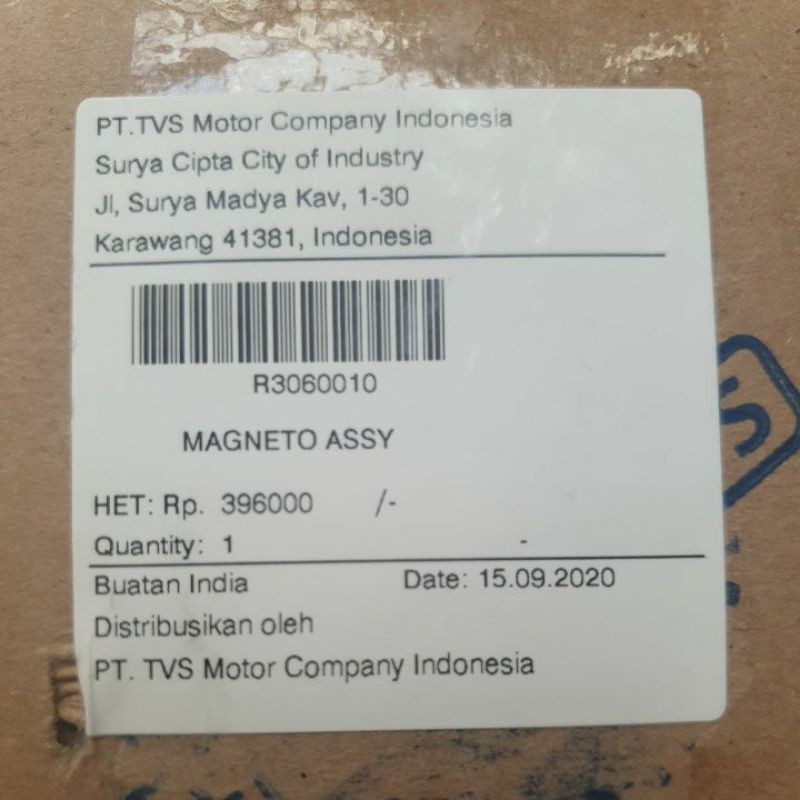 PT.TVS Motor Company Indonesia
Surya Cipta City of Industry
Jl, Surya Madya Kav, 1-30
Karawang 41381, Indonesia
R3060010
MAGNETO ASSY
HET: Rp. 396000 /-
Quantity: 1 -
Buatan India Date: 15.09.2020
Distribusikan oleh
PT. TVS Motor Company Indonesia